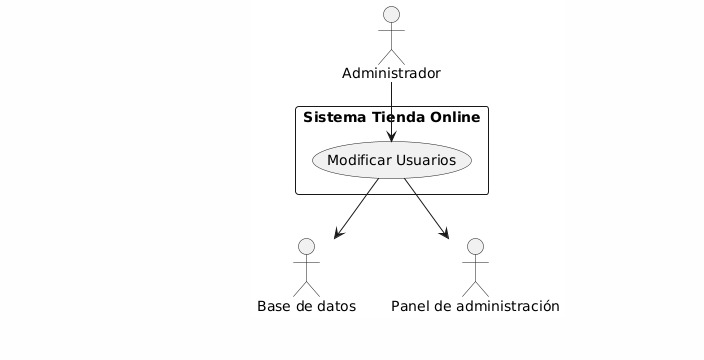 Administrador
Sistema Tienda Online
Modificar Usuarios
Base de datos
Panel de administración